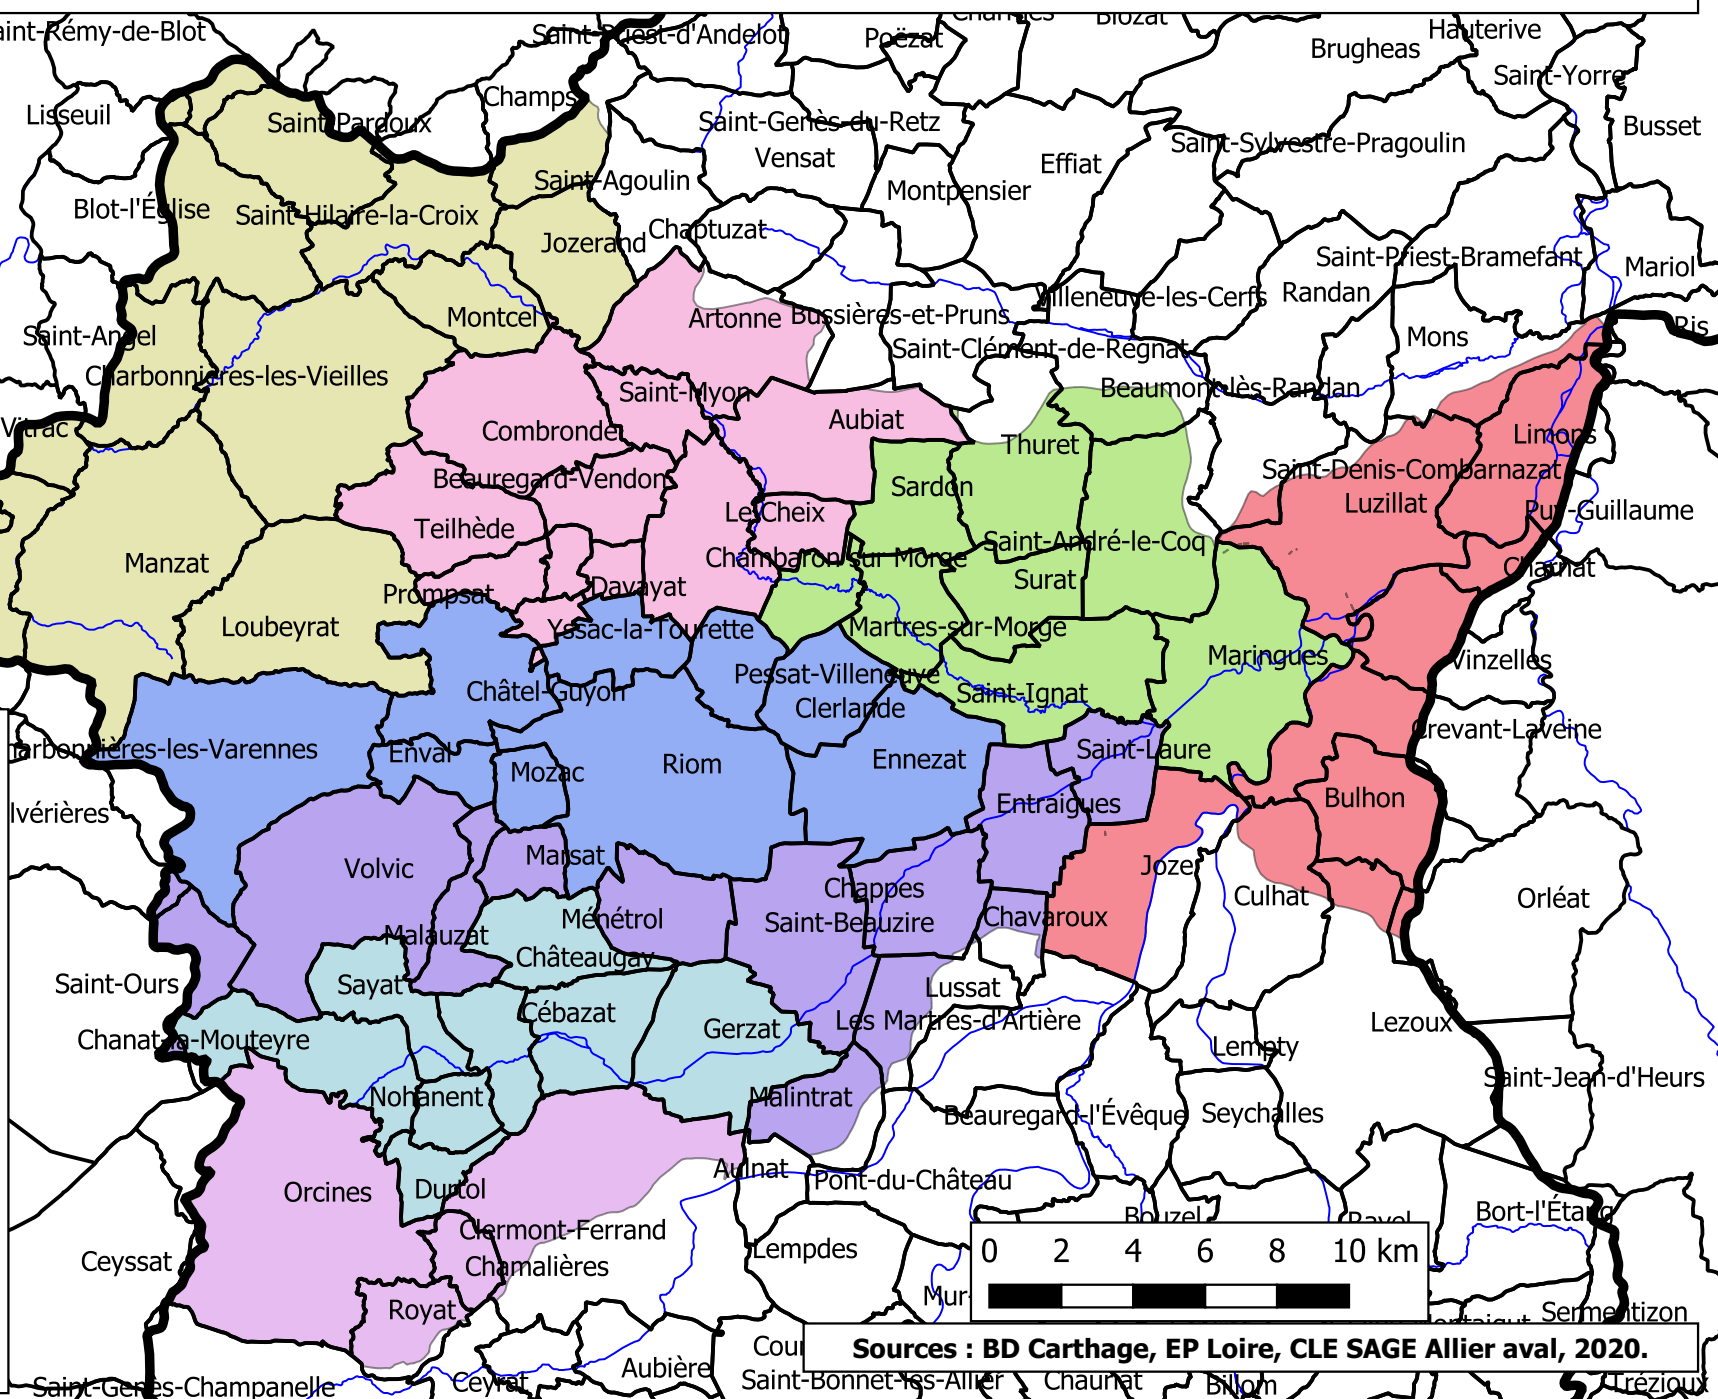 Charmes
Blozat
aint-Rémy-de-Blot
Saint-Priest-d'Andelot
Poëzat
Brugheas
Hauterive
Saint-Yorre
Lisseuil
Champs
Saint-Pardoux
Saint-Genès-du-Retz
Vensat
Effiat
Saint-Sylvestre-Pragoulin
Busset
Saint-Agoulin
Montpensier
Blot-l'Église
Saint-Hilaire-la-Croix
Jozerand
Chaptuzat
Saint-Priest-Bramefant
Mariol
Montcel
Artonne
Bussières-et-Pruns
Villeneuve-les-Cerfs
Randan
Saint-Angel
Saint-Clément-de-Régnat
Mons
Ris
Charbonnières-les-Vieilles
Saint-Myon
Beaumont-lès-Randan
Vitrac
Combronde
Aubiat
Thuret
Limons
Beauregard-Vendon
Sardon
Saint-Denis-Combarnazat
Luzillat
Puy-Guillaume
Teilhède
Le Cheix
Saint-André-le-Coq
Manzat
Chambaron sur Morge
Surat
Charnat
Prompsat
Davayat
Loubeyrat
Yssac-la-Tourette
Martres-sur-Morge
Maringues
Vinzelles
Châtel-Guyon
Pessat-Villeneuve
Clerlande
Saint-Ignat
Crevant-Laveine
arbonnières-les-Varennes
Enval
Mozac
Riom
Ennezat
Saint-Laure
Entraigues
Bulhon
lvérières
Volvic
Marsat
Chappes
Joze
Culhat
Orléat
Malauzat
Ménétrol
Saint-Beauzire
Chavaroux
Châteaugay
Saint-Ours
Sayat
Lussat
Cébazat
Gerzat
Les Martres-d'Artière
Lezoux
Chanat-la-Mouteyre
Lempty
Nohanent
Malintrat
Beauregard-l'Évêque
Seychalles
Saint-Jean-d'Heurs
Aulnat
Pont-du-Château
Orcines
Durtol
Bouzel
Ravel
Bort-l'Étang
Clermont-Ferrand
Lempdes
Ceyssat
Chamalières
0 2 4 6 8 10 km
Royat
Mur-
Sermentizon
Aubière
Cour
Sources : BD Carthage, EP Loire, CLE SAGE Allier aval, 2020.
Saint-Genès-Champanelle
Ceyrat
Saint-Bonnet-lès-Allier
Chauriat
Billom
Trézioux